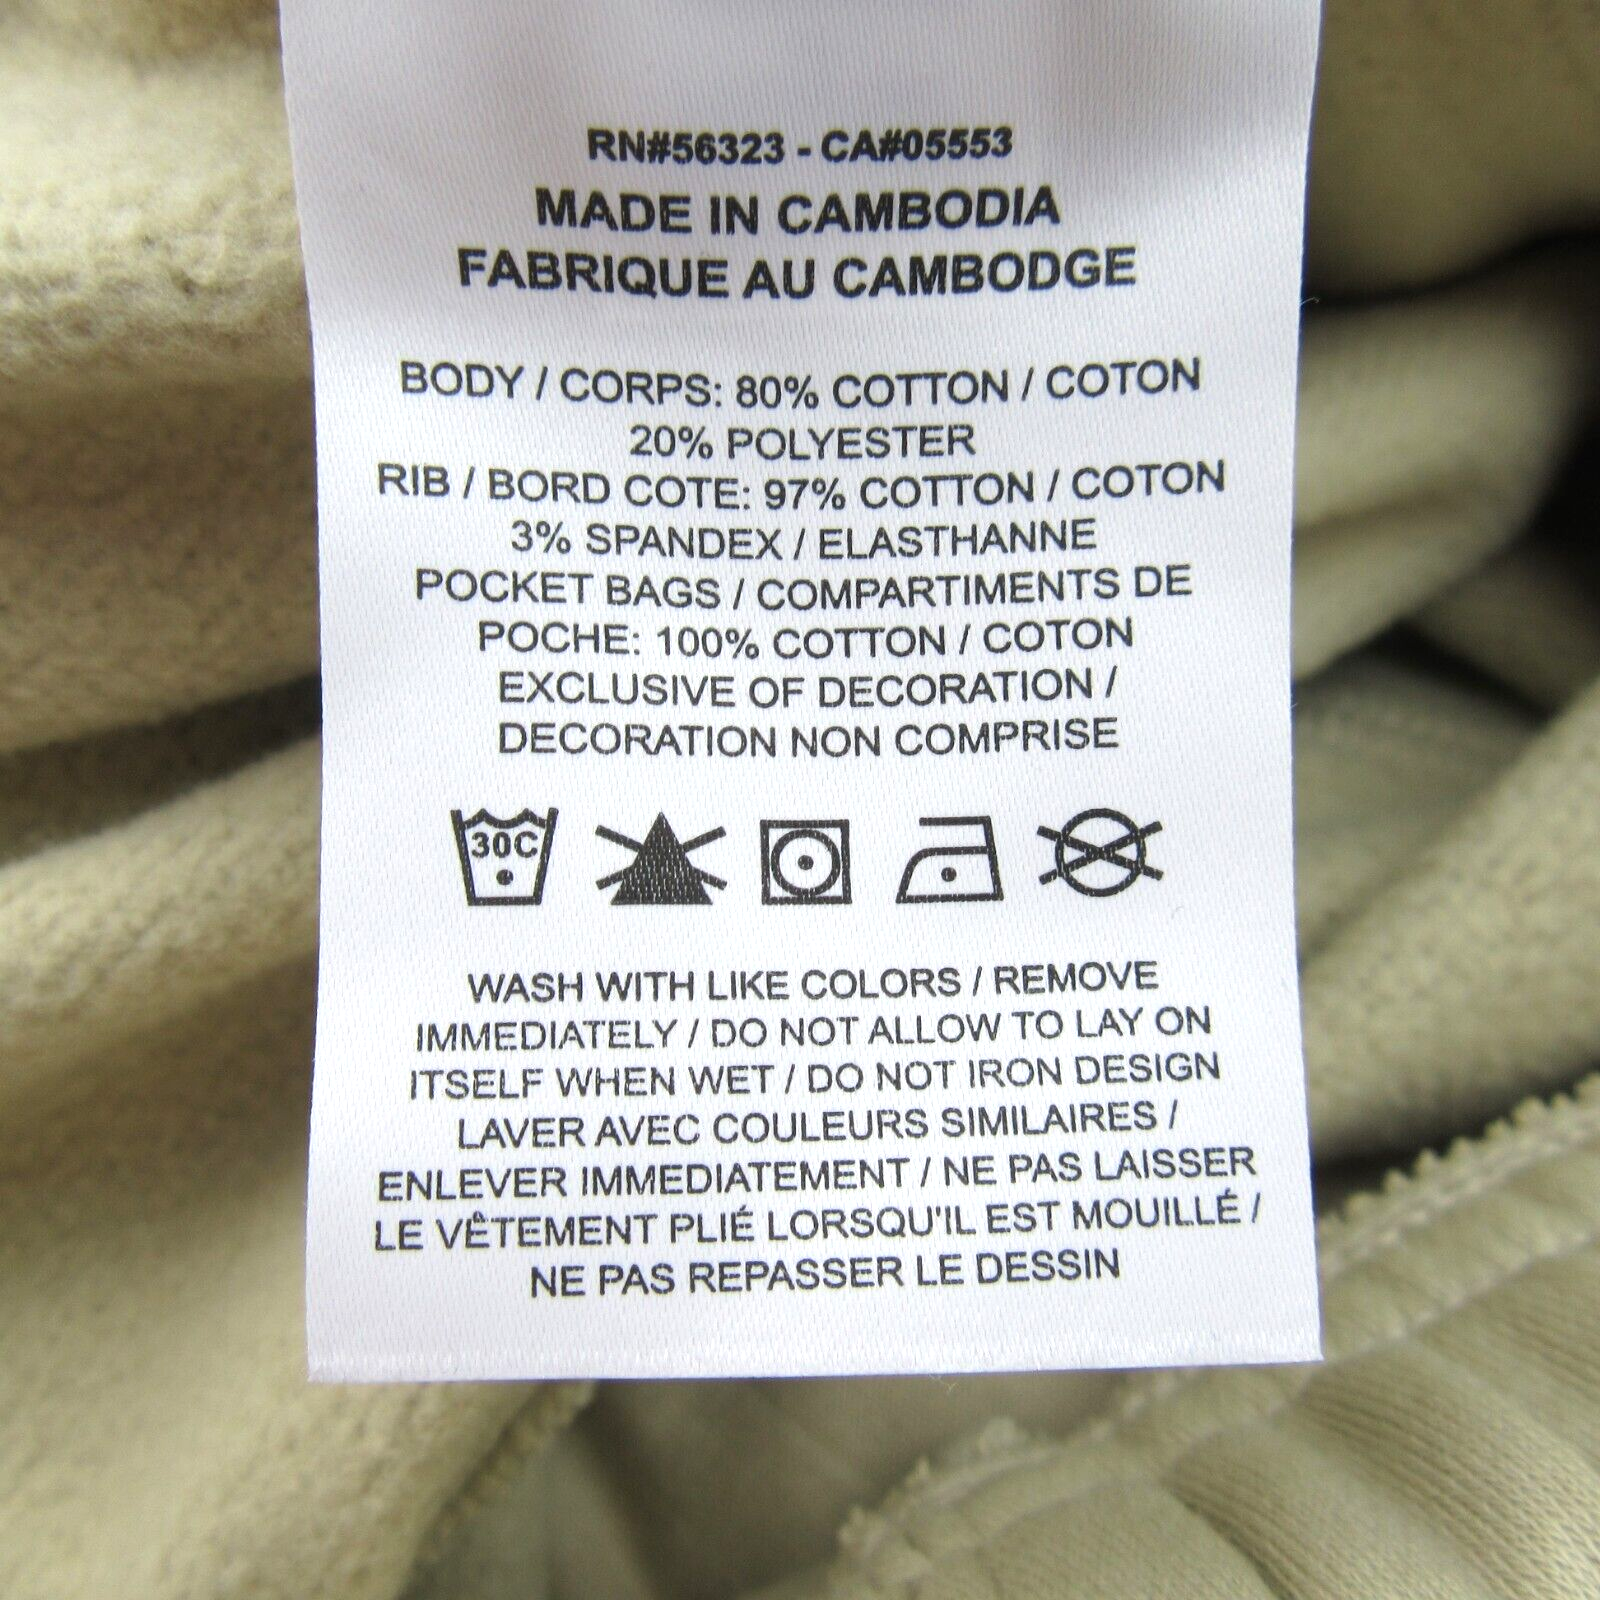 RN#56323 - CA#05553
MADE IN CAMBODIA
FABRIQUE AU CAMBODGE
BODY / CORPS: 80% COTTON / COTON
20% POLYESTER
RIB / BORD COTE: 97% COTTON / COTON
3% SPANDEX / ELASTHANNE
POCKET BAGS / COMPARTIMENTS DE
POCHE: 100% COTTON / COTON
EXCLUSIVE OF DECORATION /
DECORATION NON COMPRISE
30C
WASH WITH LIKE COLORS / REMOVE
IMMEDIATELY / DO NOT ALLOW TO LAY ON
ITSELF WHEN WET / DO NOT IRON DESIGN
LAVER AVEC COULEURS SIMILAIRES /
ENLEVER IMMEDIATEMENT / NE PAS LAISSER
LE VÊTEMENT PLIÉ LORSQU'IL EST MOUILLÉ /
NE PAS REPASSER LE DESSIN